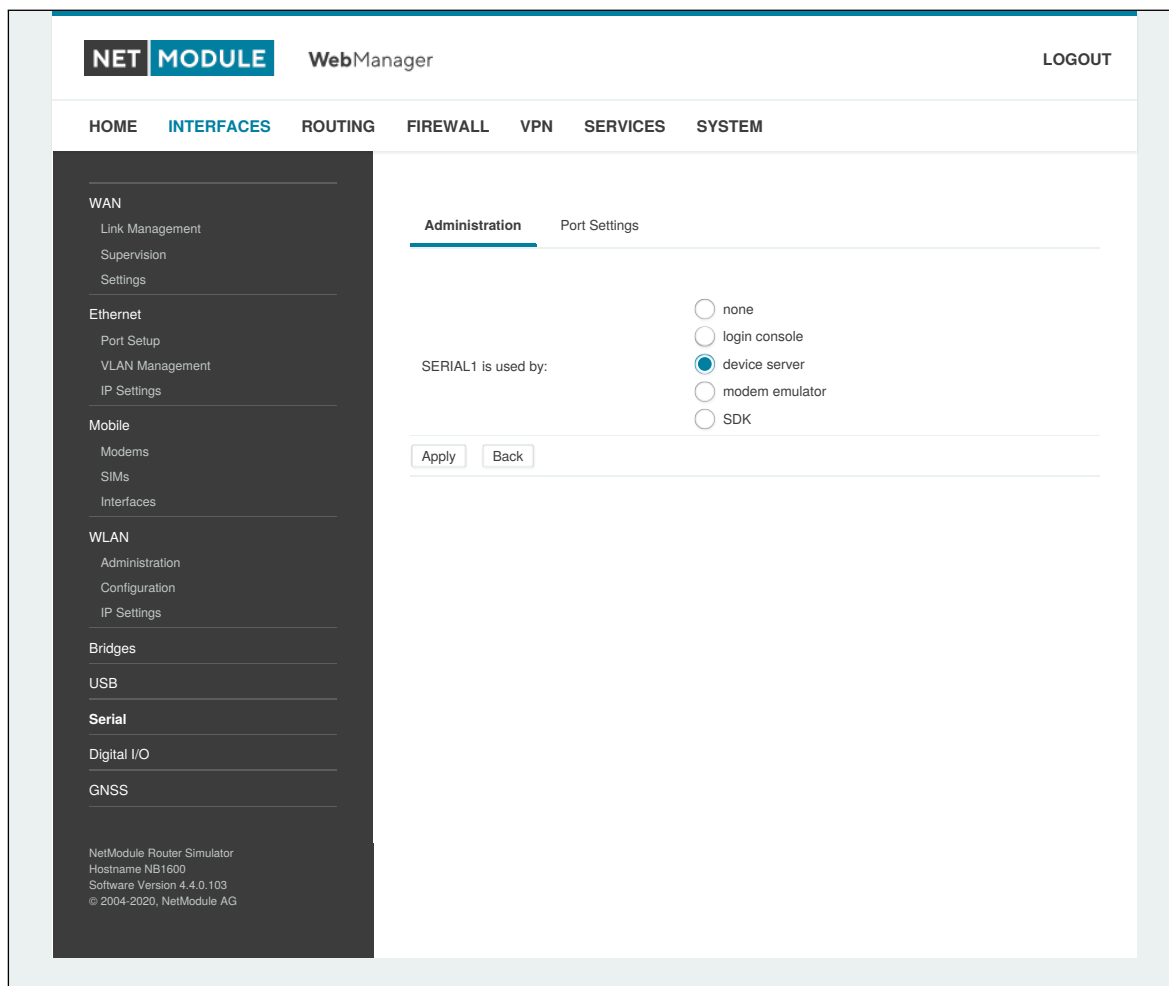 NET MODULE WebManager LOGOUT
HOME INTERFACES ROUTING FIREWALL VPN SERVICES SYSTEM
WAN
Link Management
Supervision
Settings
Ethernet
Port Setup
VLAN Management
IP Settings
Mobile
Modems
SIMs
Interfaces
WLAN
Administration
Configuration
IP Settings
Bridges
USB
Serial
Digital I/O
GNSS
NetModule Router Simulator
Hostname NB1600
Software Version 4.4.0.103
© 2004-2020, NetModule AG
Administration Port Settings
SERIAL1 is used by:
none
login console
device server
modem emulator
SDK
Apply Back